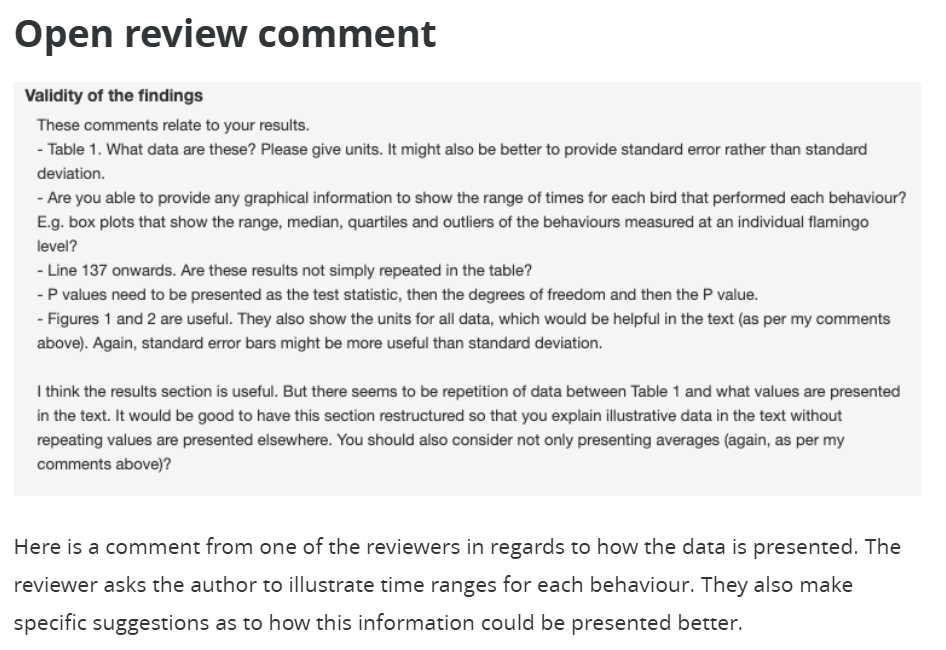 Open review comment
Validity of the findings
These comments relate to your results.
- Table 1. What data are these? Please give units. It might also be better to provide standard error rather than standard
deviation.
- Are you able to provide any graphical information to show the range of times for each bird that performed each behaviour?
E.g. box plots that show the range, median, quartiles and outliers of the behaviours measured at an individual flamingo
level?
- Line 137 onwards. Are these results not simply repeated in the table?
- P values need to be presented as the test statistic, then the degrees of freedom and then the P value.
- Figures 1 and 2 are useful. They also show the units for all data, which would be helpful in the text (as per my comments
above). Again, standard error bars might be more useful than standard deviation.
I think the results section is useful. But there seems to be repetition of data between Table 1 and what values are presented
in the text. It would be good to have this section restructured so that you explain illustrative data in the text without
repeating values are presented elsewhere. You should also consider not only presenting averages (again, as per my
comments above)?
Here is a comment from one of the reviewers in regards to how the data is presented. The
reviewer asks the author to illustrate time ranges for each behaviour. They also make
specific suggestions as to how this information could be presented better.